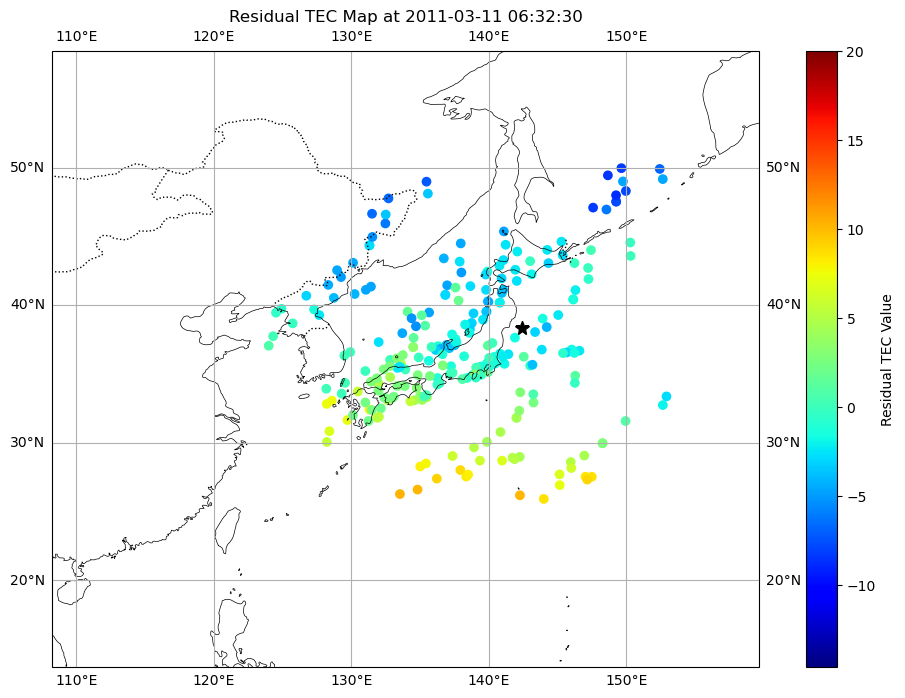 Residual TEC Map at 2011-03-11 06:32:30
110°E 120°E 130°E 140°E 150°E
20
15
50°N 50°N
10
5
40°N 40°N
Residual TEC Value
0
30°N 30°N
−5
20°N 20°N
−10
110°E 120°E 130°E 140°E 150°E